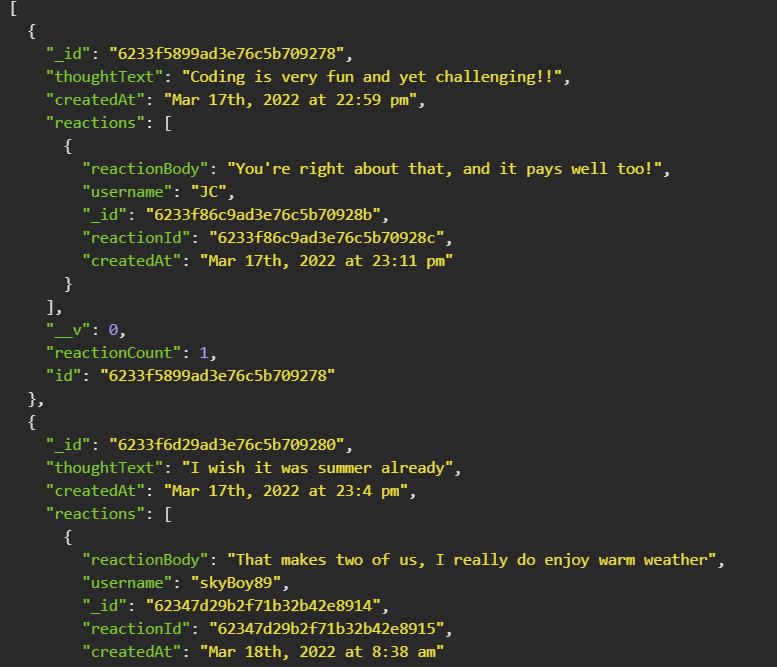 [
  {
    "_id": "6233f5899ad3e76c5b709278",
    "thoughtText": "Coding is very fun and yet challenging!!",
    "createdAt": "Mar 17th, 2022 at 22:59 pm",
    "reactions": [
      {
        "reactionBody": "You're right about that, and it pays well too!",
        "username": "JC",
        "_id": "6233f86c9ad3e76c5b70928b",
        "reactionId": "6233f86c9ad3e76c5b70928c",
        "createdAt": "Mar 17th, 2022 at 23:11 pm"
      }
    ],
    "__v": 0,
    "reactionCount": 1,
    "id": "6233f5899ad3e76c5b709278"
  },
  {
    "_id": "6233f6d29ad3e76c5b709280",
    "thoughtText": "I wish it was summer already",
    "createdAt": "Mar 17th, 2022 at 23:4 pm",
    "reactions": [
      {
        "reactionBody": "That makes two of us, I really do enjoy warm weather",
        "username": "skyBoy89",
        "_id": "62347d29b2f71b32b42e8914",
        "reactionId": "62347d29b2f71b32b42e8915",
        "createdAt": "Mar 18th, 2022 at 8:38 am"